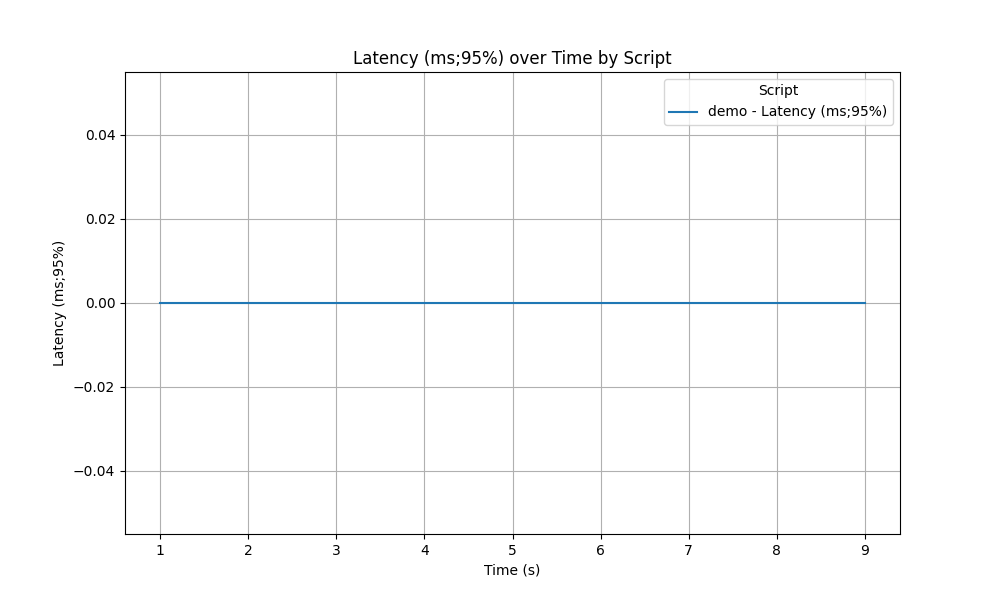 Latency (ms;95%) over Time by Script
Script
demo - Latency (ms;95%)
Latency (ms;95%)
0.04
0.02
0.00
−0.02
−0.04
1 2 3 4 5 6 7 8 9
Time (s)